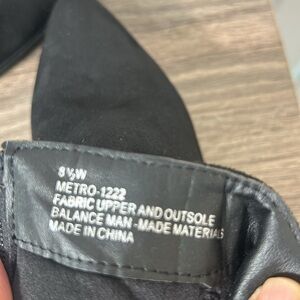 8½W
METRO-1222
FABRIC UPPER AND OUTSOLE
BALANCE MAN-MADE MATERIALS
MADE IN CHINA